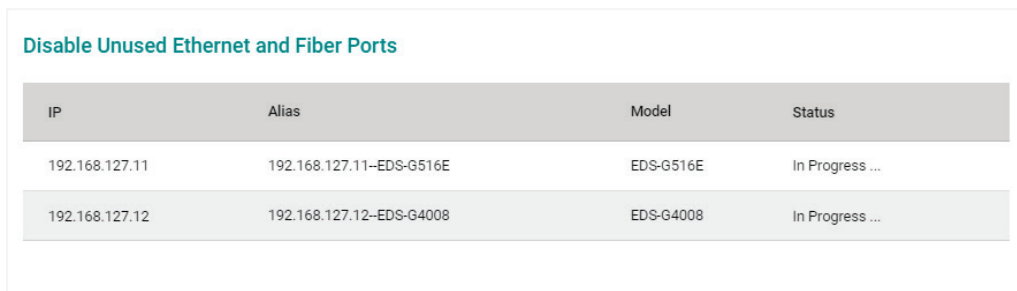 Disable Unused Ethernet and Fiber Ports
IP Alias Model Status
192.168.127.11 192.168.127.11--EDS-G516E EDS-G516E In Progress ...
192.168.127.12 192.168.127.12--EDS-G4008 EDS-G4008 In Progress ...